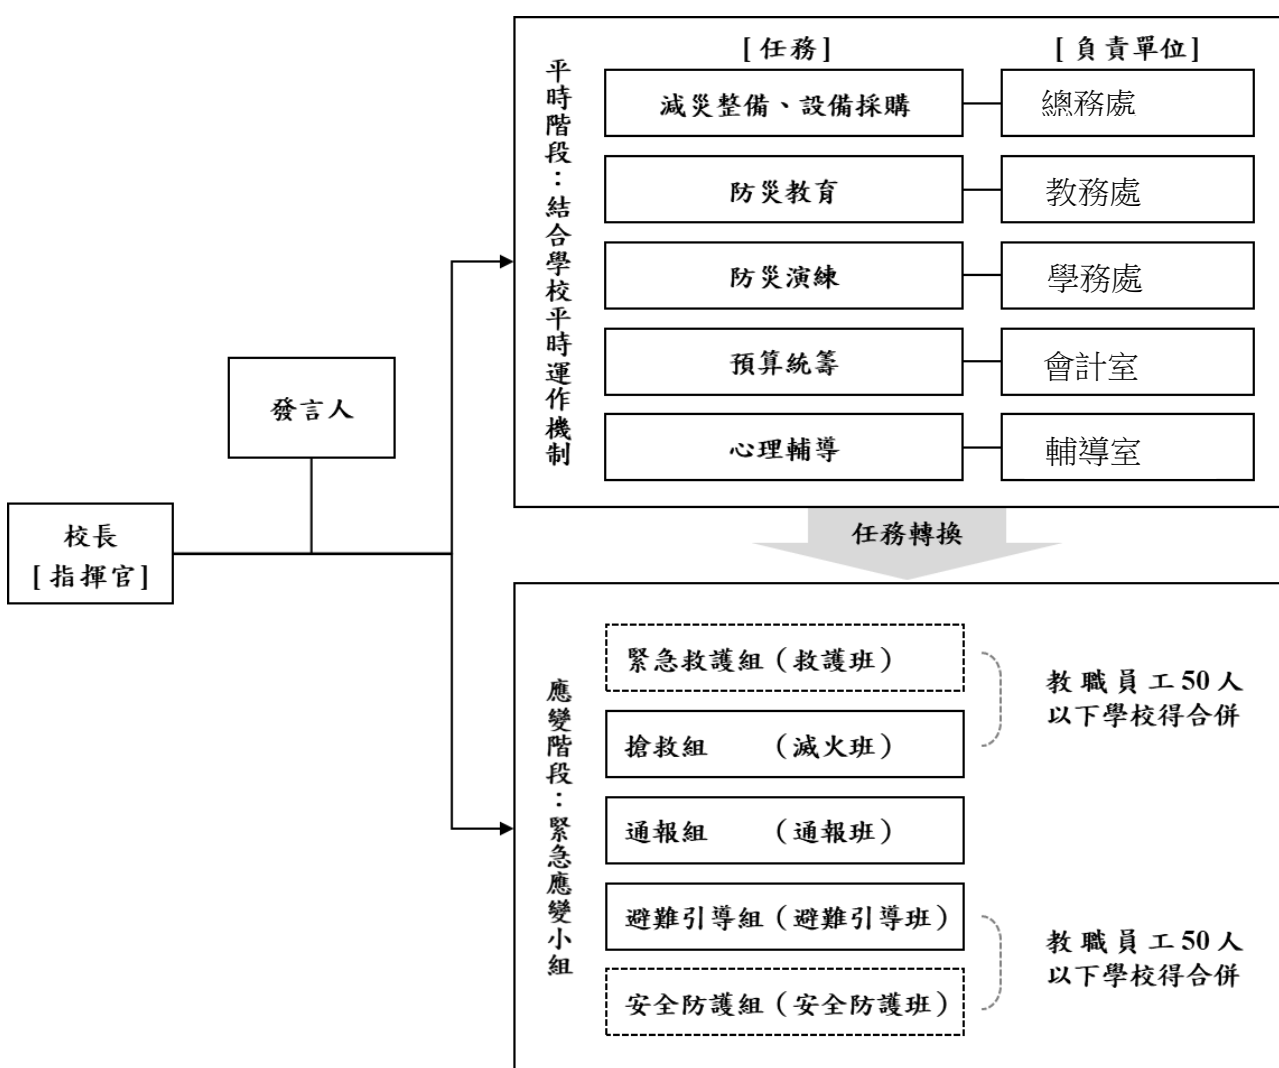 校長
[指揮官]
發言人
平時階段：結合學校平時運作機制
[任務]
[負責單位]
減災整備、設備採購
總務處
防災教育
教務處
防災演練
學務處
預算統籌
會計室
心理輔導
輔導室
任務轉換
應變階段：緊急應變小組
緊急救護組（救護班）
搶救組 （滅火班）
教職員工50人
以下學校得合併
通報組 （通報班）
避難引導組（避難引導班）
安全防護組（安全防護班）
教職員工50人
以下學校得合併